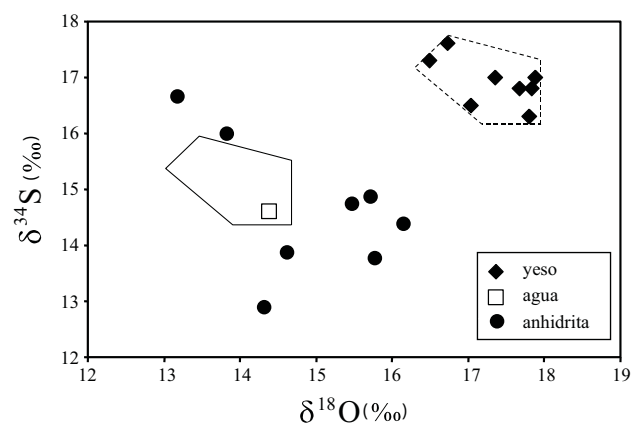 18
17
16
15
14
13
12
δ³⁴S (‰)
yeso
agua
anhidrita
12 13 14 15 16 17 18 19
δ¹⁸O (‰)